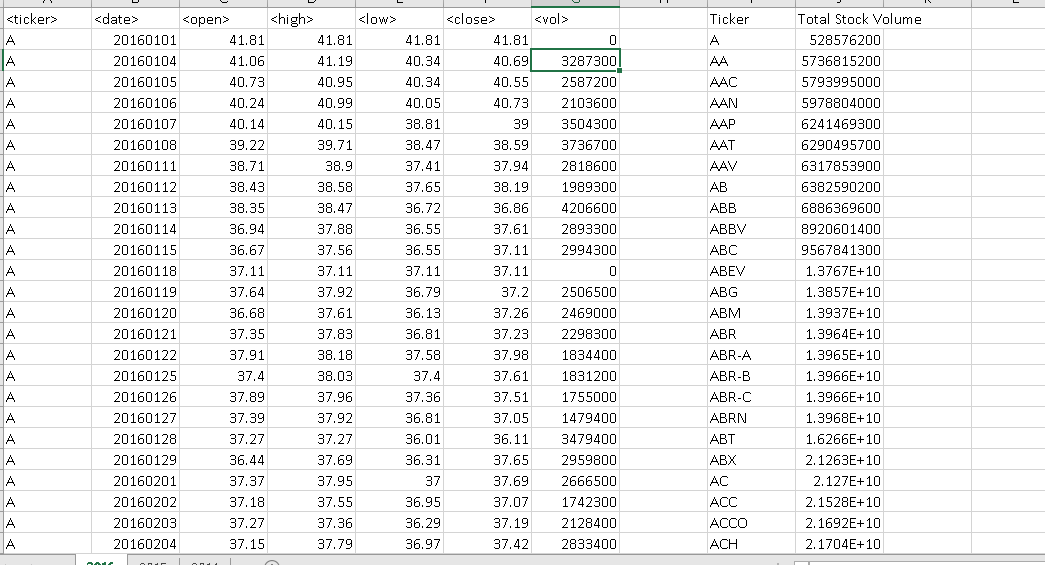 <ticker> <date> <open> <high> <low> <close> <vol> Ticker Total Stock Volume
A 20160101 41.81 41.81 41.81 41.81 0 A 528576200
A 20160104 41.06 41.19 40.34 40.69 3287300 AA 5736815200
A 20160105 40.73 40.95 40.34 40.55 2587200 AAC 5793995000
A 20160106 40.24 40.99 40.05 40.73 2103600 AAN 5978804000
A 20160107 40.14 40.15 38.81 39 3504300 AAP 6241469300
A 20160108 39.22 39.71 38.47 38.59 3736700 AAT 6290495700
A 20160111 38.71 38.9 37.41 37.94 2818600 AAV 6317853900
A 20160112 38.43 38.58 37.65 38.19 1989300 AB 6382590200
A 20160113 38.35 38.47 36.72 36.86 4206600 ABB 6886369600
A 20160114 36.94 37.88 36.55 37.61 2893300 ABBV 8920601400
A 20160115 36.67 37.56 36.55 37.11 2994300 ABC 9567841300
A 20160118 37.11 37.11 37.11 37.11 0 ABEV 1.3767E+10
A 20160119 37.64 37.92 36.79 37.2 2506500 ABG 1.3857E+10
A 20160120 36.68 37.61 36.13 37.26 2469000 ABM 1.3937E+10
A 20160121 37.35 37.83 36.81 37.23 2298300 ABR 1.3964E+10
A 20160122 37.91 38.18 37.58 37.98 1834400 ABR-A 1.3965E+10
A 20160125 37.4 38.03 37.4 37.61 1831200 ABR-B 1.3966E+10
A 20160126 37.89 37.96 37.36 37.51 1755000 ABR-C 1.3966E+10
A 20160127 37.39 37.92 36.81 37.05 1479400 ABRN 1.3968E+10
A 20160128 37.27 37.27 36.01 36.11 3479400 ABT 1.6266E+10
A 20160129 36.44 37.69 36.31 37.65 2959800 ABX 2.1263E+10
A 20160201 37.37 37.95 37 37.69 2666500 AC 2.127E+10
A 20160202 37.18 37.55 36.95 37.07 1742300 ACC 2.1528E+10
A 20160203 37.27 37.36 36.29 37.19 2128400 ACCO 2.1692E+10
A 20160204 37.15 37.79 36.97 37.42 2833400 ACH 2.1704E+10